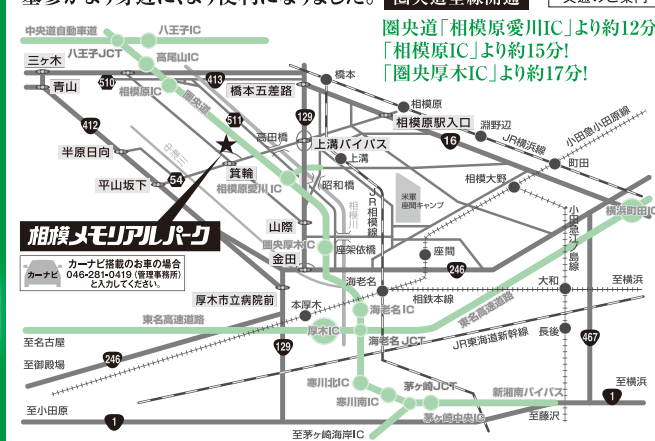 圏央道「相模原愛川IC」より約12分
「相模原IC」より約15分!
「圏央厚木IC」より約17分!
中央道自動車道
八王子IC
八王子JCT
高尾山IC
三ヶ木
青山
510
413
相模原IC
圏央道
橋本五差路
橋本
相模原
129
511
高田橋
相模原駅入口
淵野辺
JR横浜線
小田急小田原線
16
412
上溝バイパス
上溝
町田
半原日向
箕輪
相模原愛川IC
54
平山坂下
昭和橋
相模川
JR相模線
米軍
座間キャンプ
相模大野
横浜町田IC
小田急江ノ島線
相模メモリアルパーク
山際
圏央厚木IC
座架依橋
座間
金田
246
カーナビ
カーナビ搭載のお車の場合
046-281-0419(管理事務所)
と入力してください。
厚木市立病院前
本厚木
海老名
相鉄本線
大和
至横浜
東名高速道路
海老名IC
東名高速道路
至名古屋
厚木IC
海老名JCT
JR東海道新幹線
長後
467
至御殿場
246
129
寒川北IC
茅ヶ崎JCT
新湘南バイパス
至横浜
寒川南IC
1
至小田原
1
茅ヶ崎中央IC
至藤沢
至茅ヶ崎海岸IC